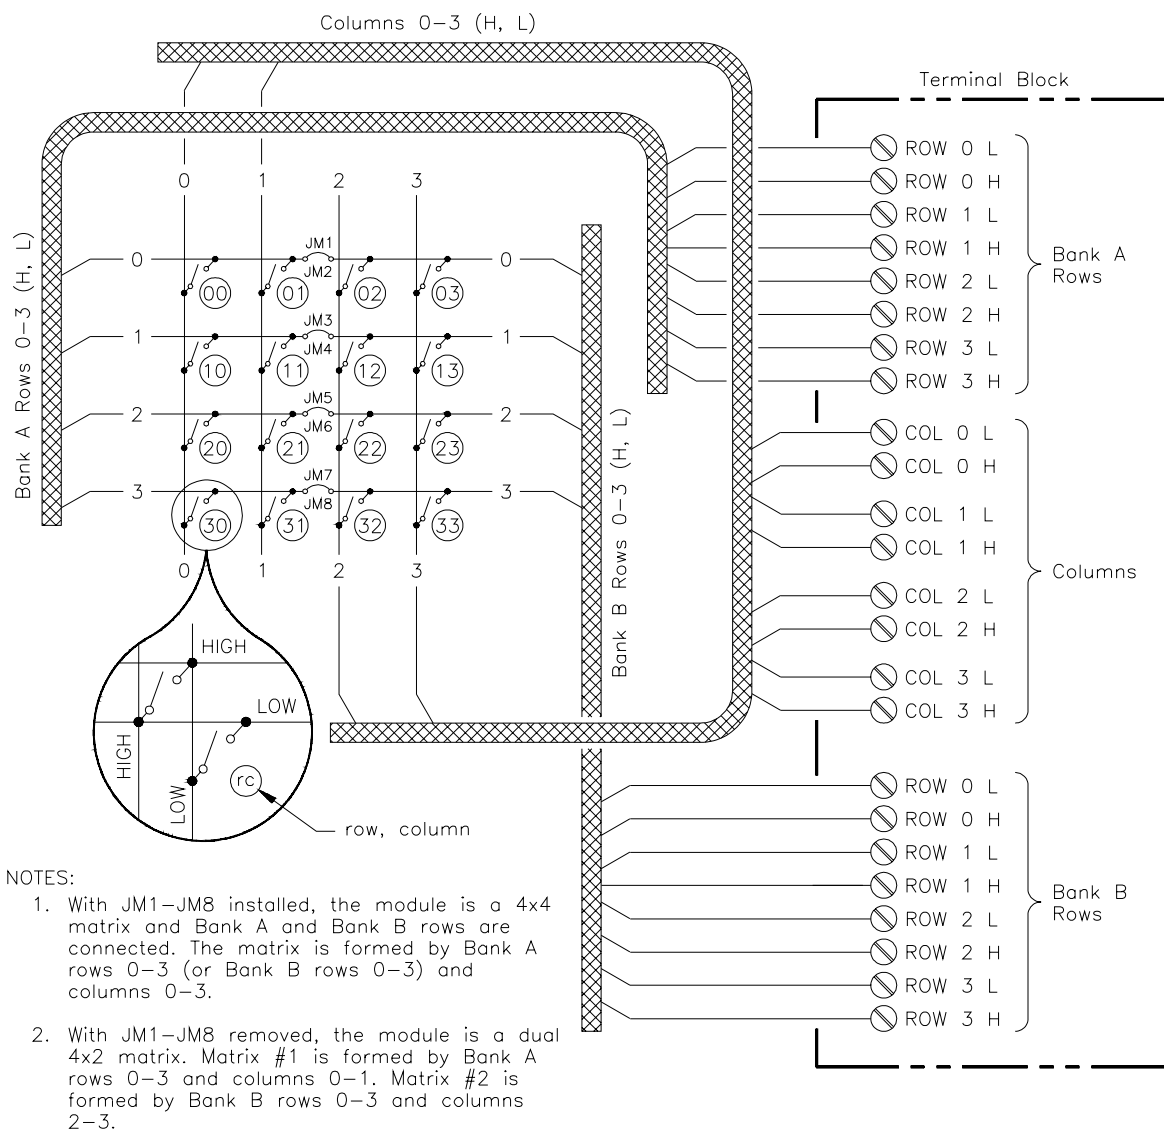 Columns 0-3 (H, L)
Terminal Block
ROW 0 L
ROW 0 H
ROW 1 L
ROW 1 H
ROW 2 L
ROW 2 H
ROW 3 L
ROW 3 H
Bank A
Rows
COL 0 L
COL 0 H
COL 1 L
COL 1 H
COL 2 L
COL 2 H
COL 3 L
COL 3 H
Columns
ROW 0 L
ROW 0 H
ROW 1 L
ROW 1 H
ROW 2 L
ROW 2 H
ROW 3 L
ROW 3 H
Bank B
Rows
Bank A Rows 0-3 (H, L)
Bank B Rows 0-3 (H, L)
0 1 2 3
JM1
0 0
JM2
00 01 02 03
JM3
1 1
JM4
10 11 12 13
JM5
2 2
JM6
20 21 22 23
JM7
3 3
JM8
30 31 32 33
0 1 2 3
HIGH
LOW
HIGH
LOW
rc
row, column
NOTES:
1. With JM1-JM8 installed, the module is a 4x4
matrix and Bank A and Bank B rows are
connected. The matrix is formed by Bank A
rows 0-3 (or Bank B rows 0-3) and
columns 0-3.
2. With JM1-JM8 removed, the module is a dual
4x2 matrix. Matrix #1 is formed by Bank A
rows 0-3 and columns 0-1. Matrix #2 is
formed by Bank B rows 0-3 and columns
2-3.